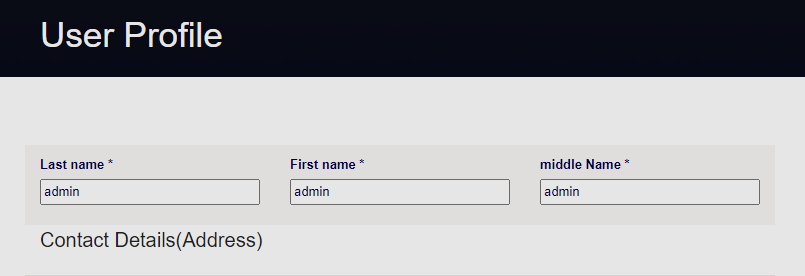 User Profile
Last name * First name * middle Name *
admin admin admin
Contact Details(Address)